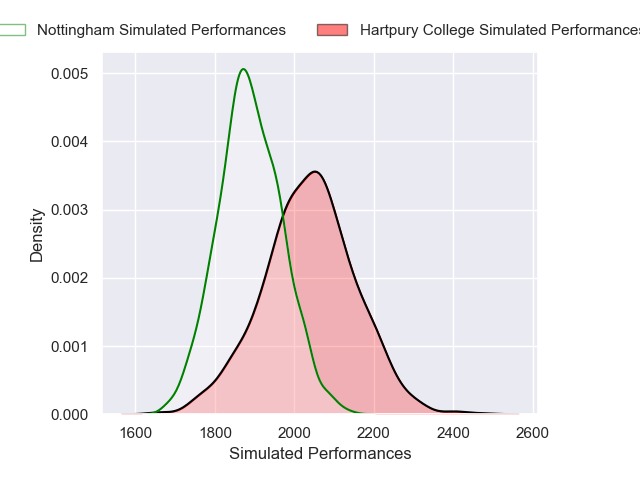 Nottingham Simulated Performances
Hartpury College Simulated Performances
0.005
0.004
0.003
0.002
0.001
0.000
Density
1600 1800 2000 2200 2400 2600
Simulated Performances